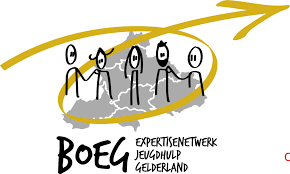 BOEG
EXPERTISENETWERK
JEUGDHULP
GELDERLAND